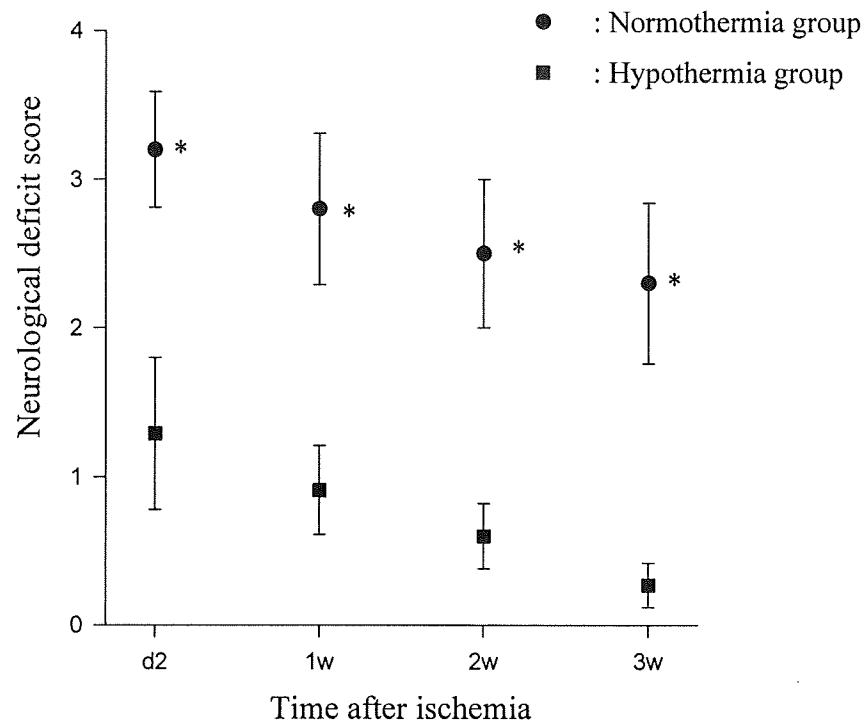 ● : Normothermia group
■ : Hypothermia group
Neurological deficit score
4
3
2
1
0
*
*
*
*
d2 1w 2w 3w
Time after ischemia